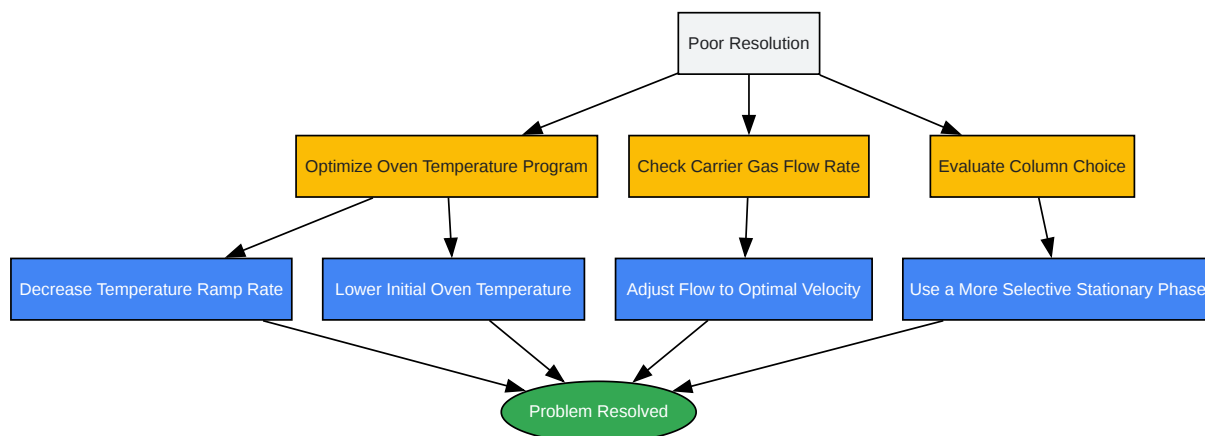 Poor Resolution
Optimize Oven Temperature Program
Check Carrier Gas Flow Rate
Evaluate Column Choice
Decrease Temperature Ramp Rate
Lower Initial Oven Temperature
Adjust Flow to Optimal Velocity
Use a More Selective Stationary Phase
Problem Resolved